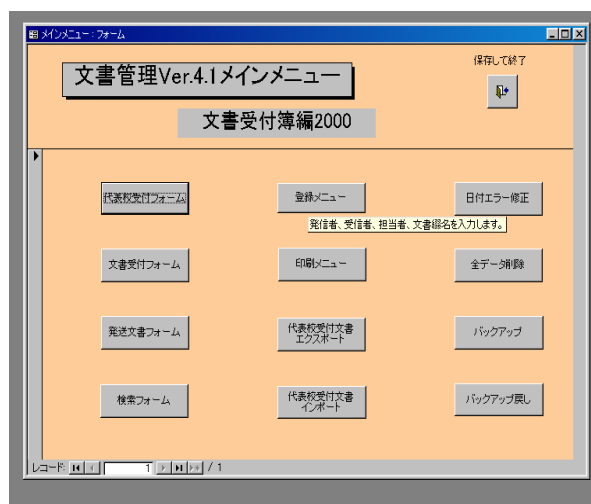 メインメニュー : フォーム
保存して終了
文書管理Ver.4.1メインメニュー
文書受付簿編2000
代表校受付フォーム
登録メニュー
日付エラー修正
発信者、受信者、担当者、文書綴名を入力します。
文書受付フォーム
印刷メニュー
全データ削除
発送文書フォーム
代表校受付文書
エクスポート
バックアップ
検索フォーム
代表校受付文書
インポート
バックアップ戻し
レコード: 1 / 1